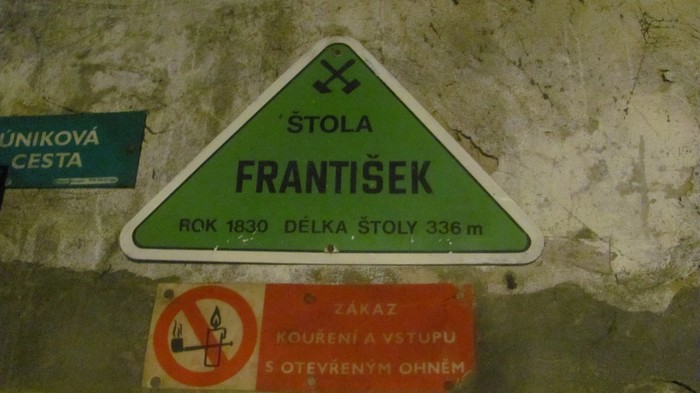 ÚNIKOVÁ
CESTA
ŠTOLA
FRANTIŠEK
ROK 1830 DÉLKA ŠTOLY 336 m
ZÁKAZ
KOUŘENÍ A VSTUPU
S OTEVŘENÝM OHNĚM